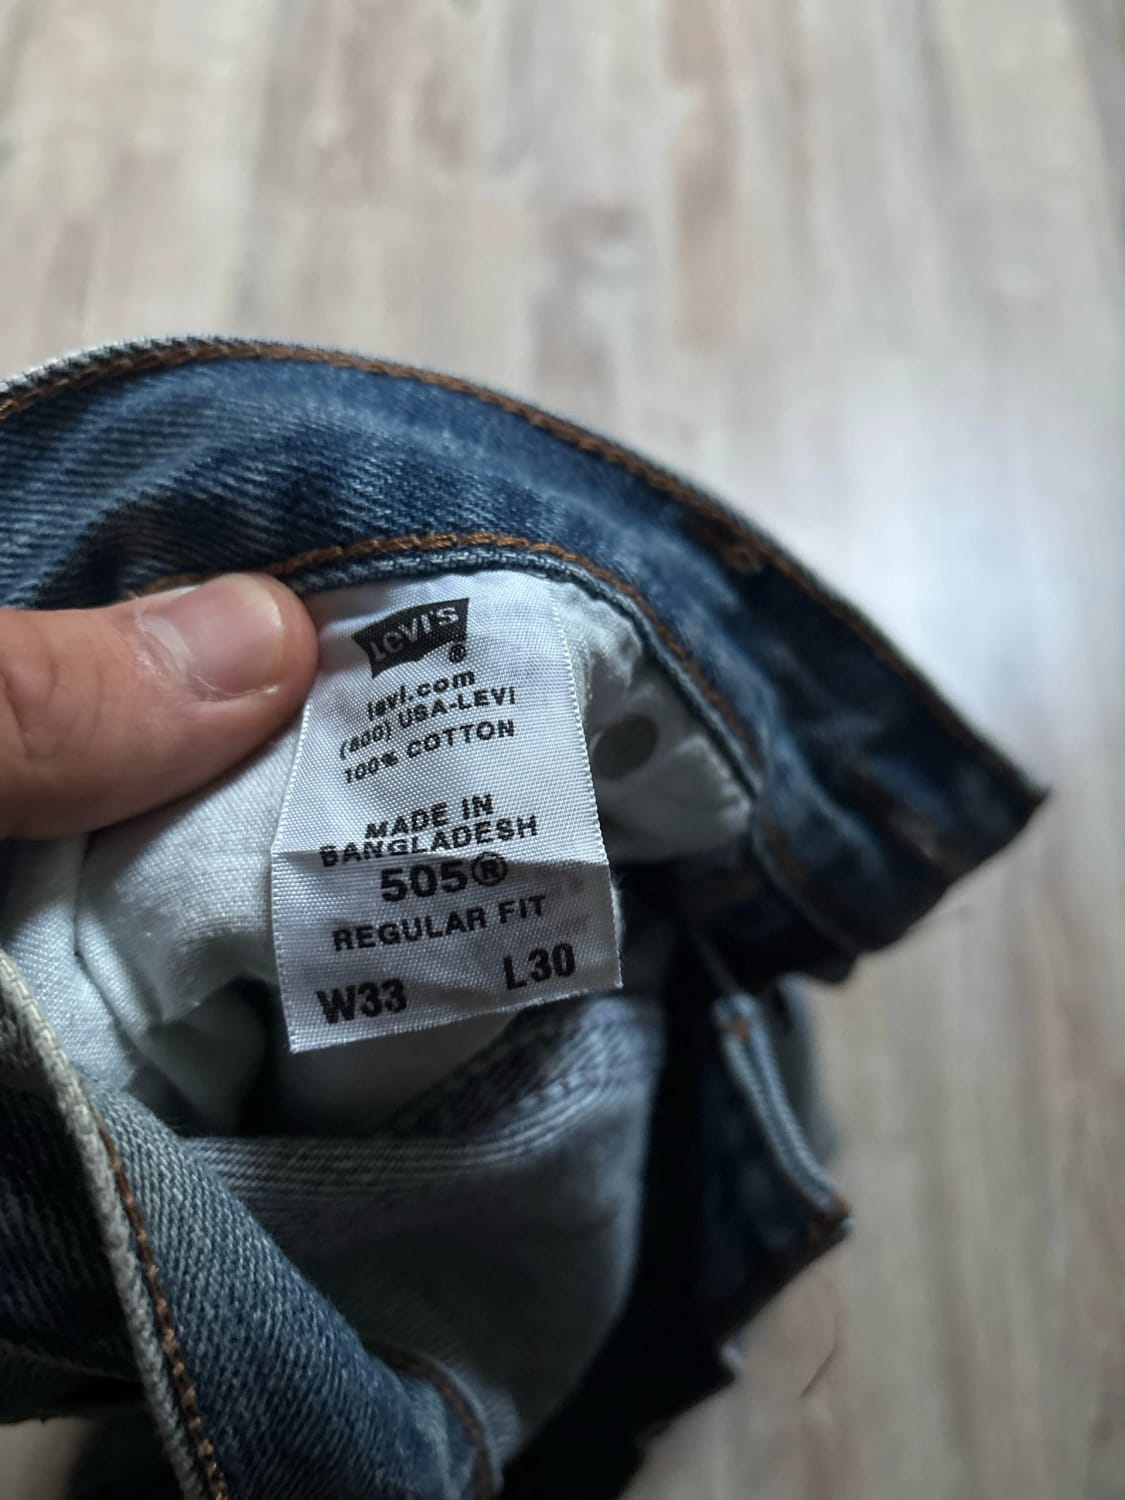 LEVI'S
®
levi.com
(800) USA-LEVI
100% COTTON
MADE IN
BANGLADESH
505®
REGULAR FIT
W33 L30